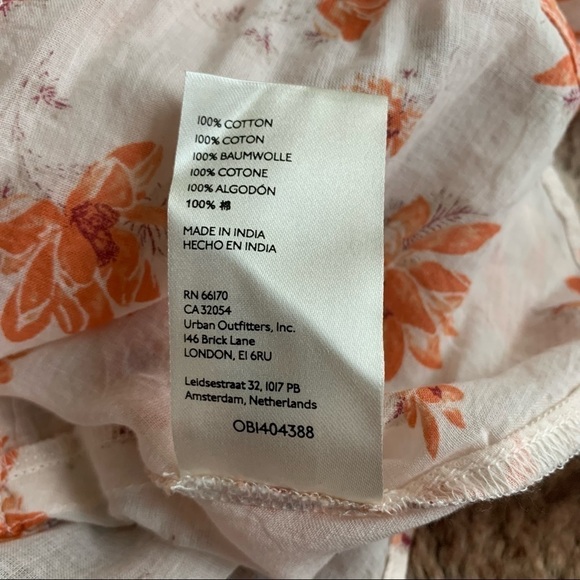 100% COTTON
100% COTON
100% BAUMWOLLE
100% COTONE
100% ALGODÓN
100% 棉
MADE IN INDIA
HECHO EN INDIA
RN 66170
CA 32054
Urban Outfitters, Inc.
146 Brick Lane
LONDON, E1 6RU
Leidsestraat 32, 1017 PB
Amsterdam, Netherlands
OB1404388